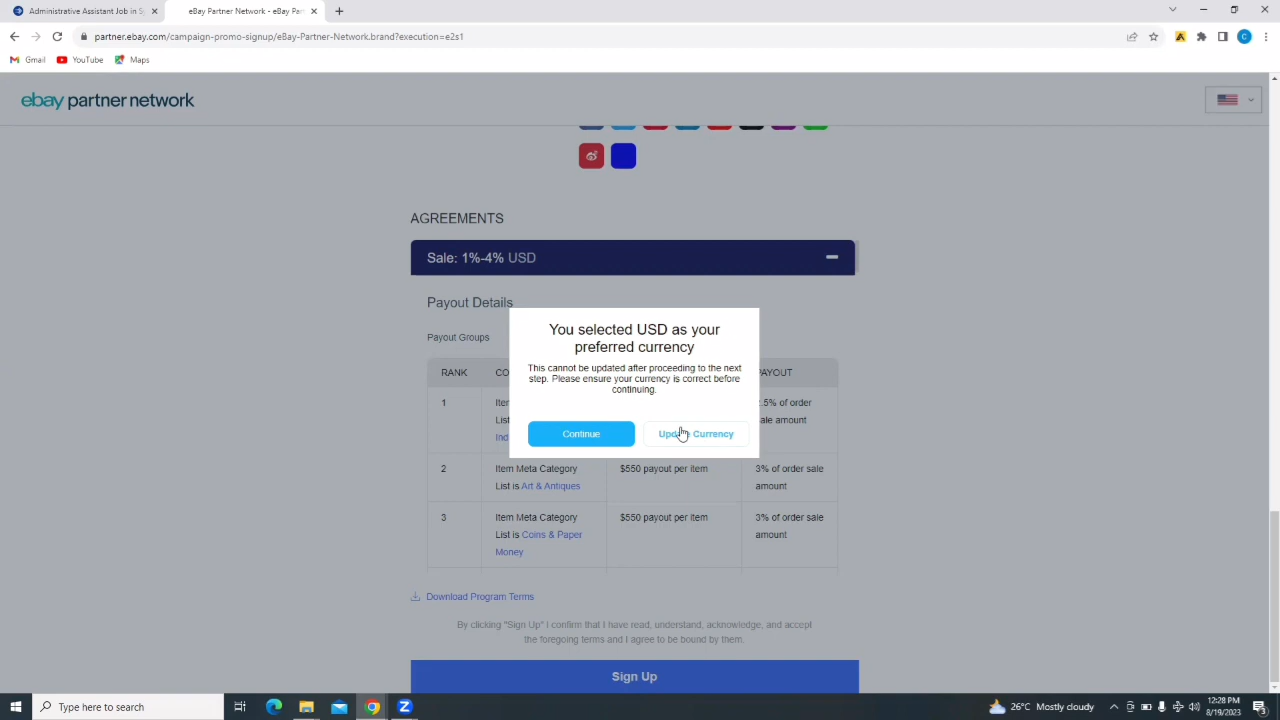 Administrative Assistant Job in Sp
eBay Partner Network - eBay Par
partner.ebay.com/campaign-promo-signup/eBay-Partner-Network.brand?execution=e2s1
C
Gmail
YouTube
Maps
ebay partner network
AGREEMENTS
Sale: 1%-4% USD
Payout Details
Payout Groups
You selected USD as your
preferred currency
This cannot be updated after proceeding to the next
step. Please ensure your currency is correct before
continuing.
Continue
Currency
RANK
CO
PAYOUT
1
Iter
List
Ind
.5% of order
sale amount
2
Item Meta Category
List is Art & Antiques
$550 payout per item
3% of order sale
amount
3
Item Meta Category
List is Coins & Paper
Money
$550 payout per item
3% of order sale
amount
Download Program Terms
By clicking "Sign Up" I confirm that I have read, understand, acknowledge, and accept
the foregoing terms and I agree to be bound by them.
Sign Up
Type here to search
26°C Mostly cloudy
12:28 PM
8/19/2023